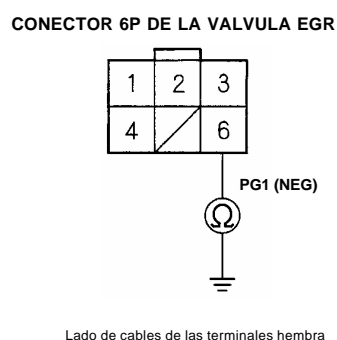 CONECTOR 6P DE LA VALVULA EGR
1 2 3
4 6
PG1 (NEG)
Ω
Lado de cables de las terminales hembra